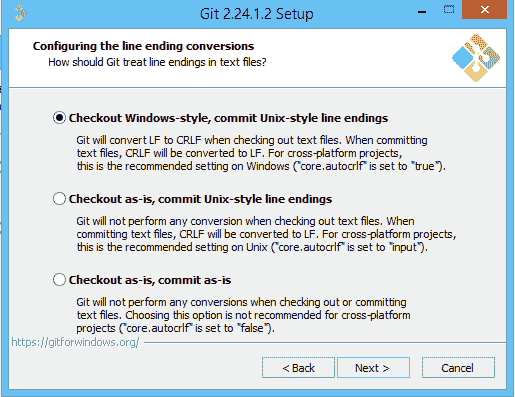 Git 2.24.1.2 Setup
Configuring the line ending conversions
How should Git treat line endings in text files?
Checkout Windows-style, commit Unix-style line endings
Git will convert LF to CRLF when checking out text files. When committing
text files, CRLF will be converted to LF. For cross-platform projects,
this is the recommended setting on Windows ("core.autocrlf" is set to "true").
Checkout as-is, commit Unix-style line endings
Git will not perform any conversion when checking out text files. When
committing text files, CRLF will be converted to LF. For cross-platform projects,
this is the recommended setting on Unix ("core.autocrlf" is set to "input").
Checkout as-is, commit as-is
Git will not perform any conversions when checking out or committing
text files. Choosing this option is not recommended for cross-platform
projects ("core.autocrlf" is set to "false").
https://gitforwindows.org/
< Back
Next >
Cancel